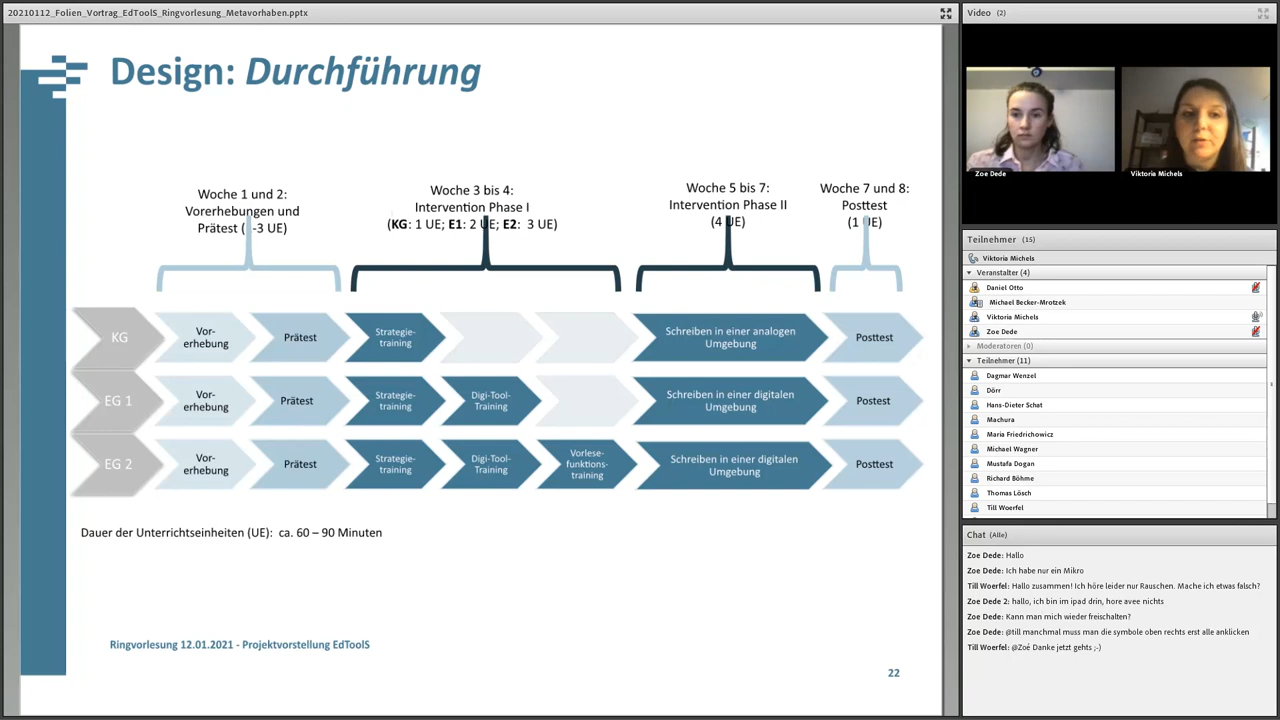 20210112_Folien_Vortrag_EdToolS_Ringvorlesung_Metavorhaben.pptx
Design: Durchführung
Woche 1 und 2:
Vorerhebungen und
Prätest ( -3 UE)
Woche 3 bis 4:
Intervention Phase I
(KG: 1 UE; E1: 2 UE; E2: 3 UE)
Woche 5 bis 7:
Intervention Phase II
(4 UE)
Woche 7 und 8:
Posttest
(1 UE)
KG
Vor-
erhebung
Prätest
Strategie-
training
Schreiben in einer analogen
Umgebung
Posttest
EG 1
Vor-
erhebung
Prätest
Strategie-
training
Digi-Tool-
Training
Schreiben in einer digitalen
Umgebung
Postest
EG 2
Vor-
erhebung
Prätest
Strategie-
training
Digi-Tool-
Training
Vorlese-
funktions-
training
Schreiben in einer digitalen
Umgebung
Posttest
Dauer der Unterrichtseinheiten (UE): ca. 60 – 90 Minuten
Ringvorlesung 12.01.2021 - Projektvorstellung EdToolS
22
Video (2)
Zoe Dede
Viktoria Michels
Teilnehmer (15)
Viktoria Michels
Veranstalter (4)
Daniel Otto
Michael Becker-Mrotzek
Viktoria Michels
Zoe Dede
Moderatoren (0)
Teilnehmer (11)
Dagmar Wenzel
Dörr
Hans-Dieter Schat
Machura
Maria Friedrichowicz
Michael Wagner
Mustafa Dogan
Richard Böhme
Thomas Lösch
Till Woerfel
Chat (Alle)
Zoe Dede: Hallo
Zoe Dede: Ich habe nur ein Mikro
Till Woerfel: Hallo zusammen! Ich höre leider nur Rauschen. Mache ich etwas falsch?
Zoe Dede 2: hallo, ich bin im ipad drin, hore avee nichts
Zoe Dede: Kann man mich wieder freischalten?
Zoe Dede: @till manchmal muss man die symbole oben rechts erst alle anklicken
Till Woerfel: @Zoé Danke jetzt gehts ;-)